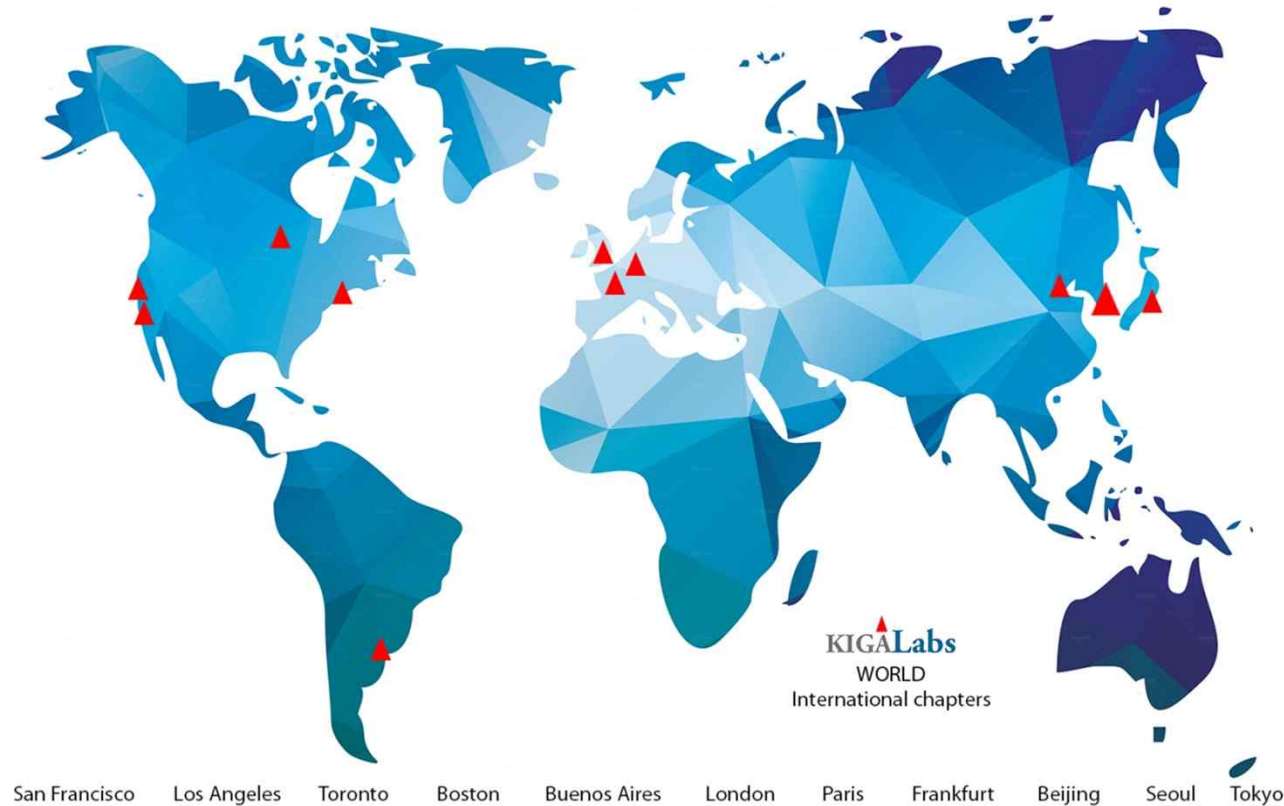 KIGALabs
WORLD
International chapters
San Francisco Los Angeles Toronto Boston Buenos Aires London Paris Frankfurt Beijing Seoul Tokyo